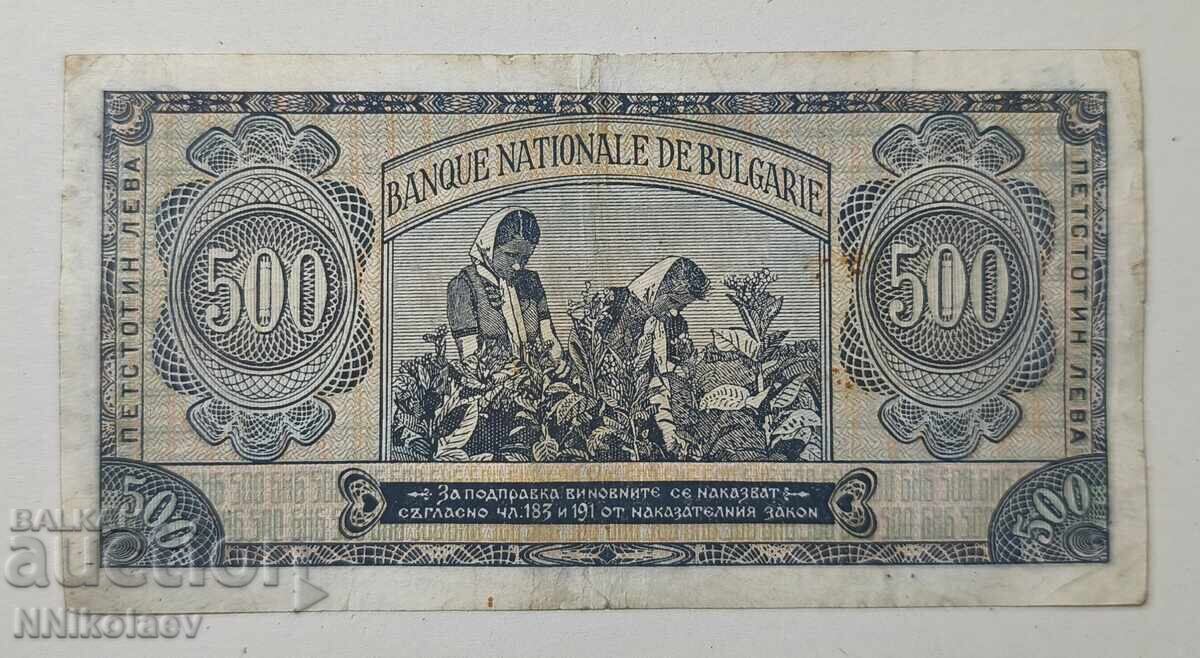 BANQUE NATIONALE DE BULGARIE
ПЕТСТОТИН ЛЕВА
500
500
ПЕТСТОТИН ЛЕВА
ЗА ПОДПРАВКА ВИНОВНИТЕ СЕ НАКАЗВАТ
СЪГЛАСНО ЧЛ. 183 И 191 ОТ НАКАЗАТЕЛНИЯ ЗАКОН
500
500
BALKAN
auction
NNikolaev